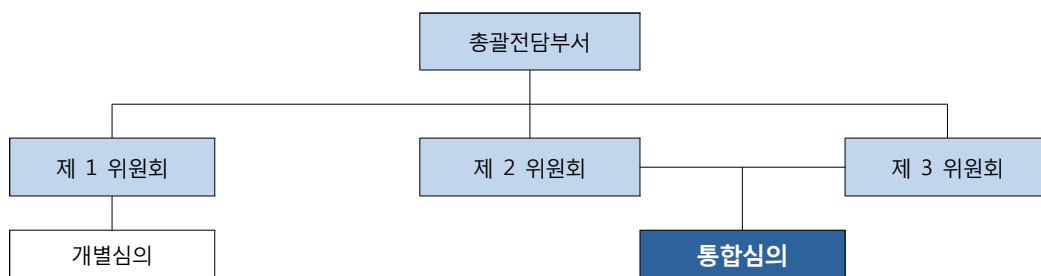 총괄전담부서
제 1 위원회
제 2 위원회
제 3 위원회
개별심의
통합심의